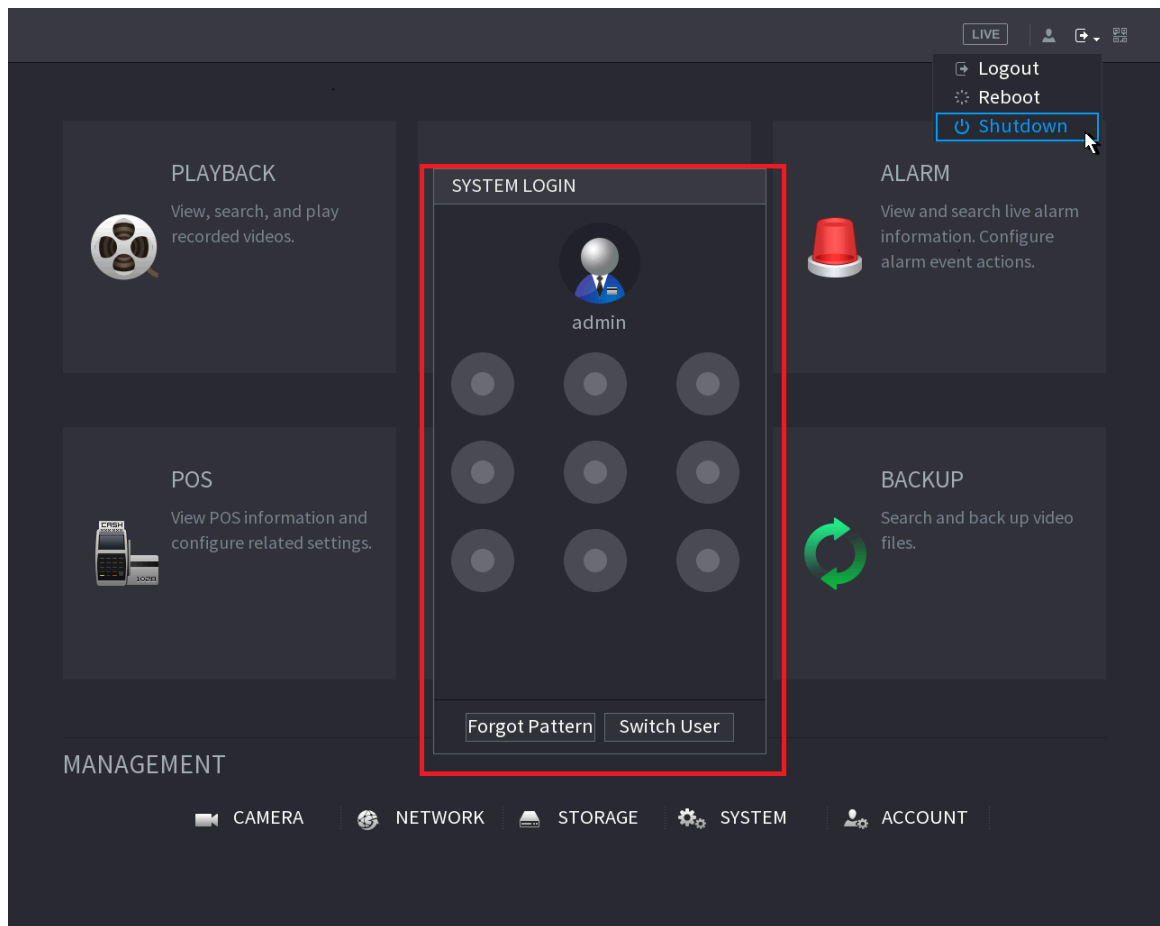 LIVE
Logout
Reboot
Shutdown
PLAYBACK
View, search, and play
recorded videos.
SYSTEM LOGIN
admin
Forgot Pattern
Switch User
ALARM
View and search live alarm
information. Configure
alarm event actions.
POS
CASH
View POS information and
configure related settings.
BACKUP
Search and back up video
files.
MANAGEMENT
CAMERA
NETWORK
STORAGE
SYSTEM
ACCOUNT